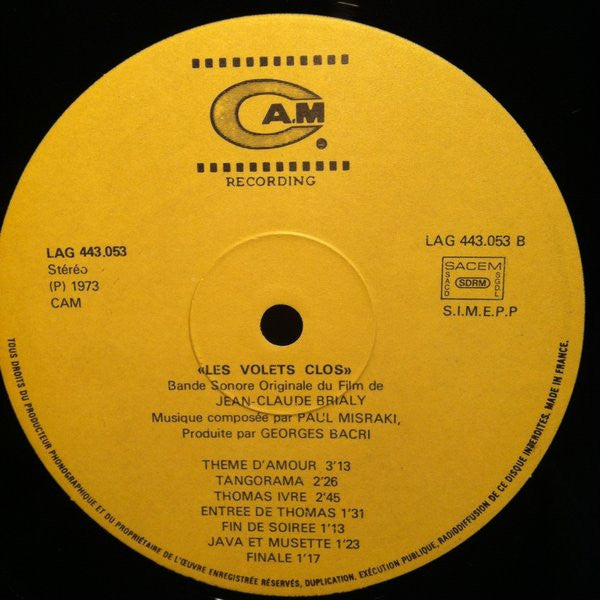 CAM
RECORDING
LAG 443.053
Stéréo
(P) 1973
CAM
LAG 443.053 B
SACEM
SACD
SDRM
SGDL
S.I.M.E.P.P
«LES VOLETS CLOS»
Bande Sonore Originale du Film de
JEAN-CLAUDE BRIALY
Musique composée par PAUL MISRAKI,
Produite par GEORGES BACRI
THEME D'AMOUR 3'13
TANGORAMA 2'26
THOMAS IVRE 2'45
ENTREE DE THOMAS 1'31
FIN DE SOIREE 1'13
JAVA ET MUSETTE 1'23
FINALE 1'17
TOUS DROITS DU PRODUCTEUR PHONOGRAPHIQUE ET DU PROPRIÉTAIRE DE L'ŒUVRE ENREGISTRÉE RÉSERVÉS, DUPLICATION, EXÉCUTION PUBLIQUE, RADIODIFFUSION DE CE DISQUE INTERDITES. MADE IN FRANCE.